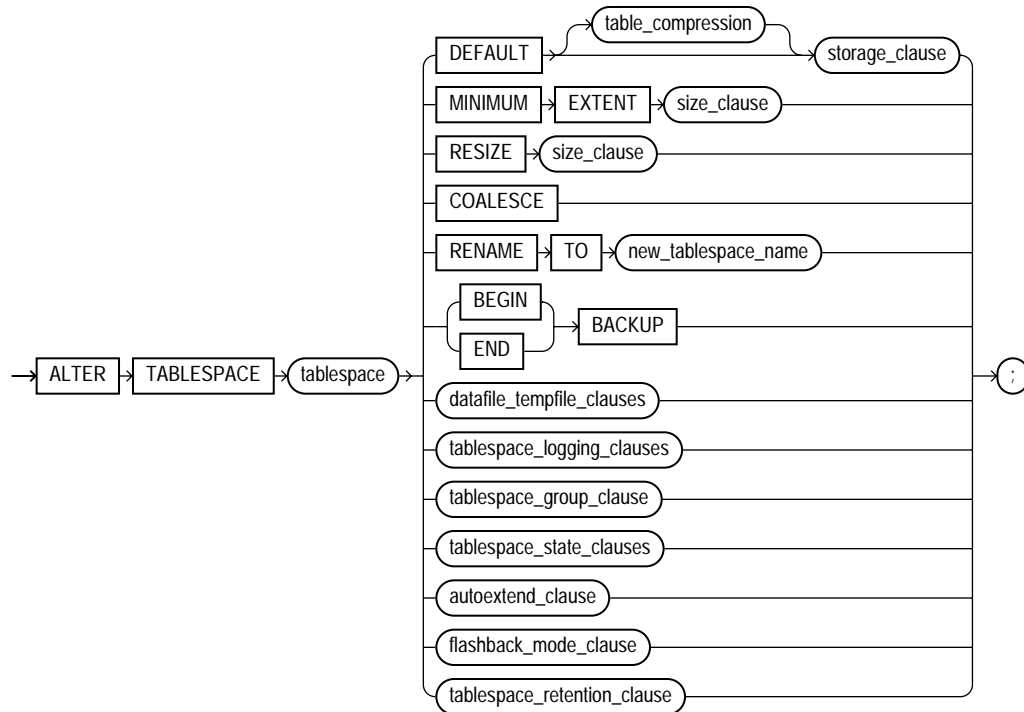 table_compression
DEFAULT storage_clause
MINIMUM EXTENT size_clause
RESIZE size_clause
COALESCE
RENAME TO new_tablespace_name
BEGIN
BACKUP
END
ALTER TABLESPACE tablespace ;
datafile_tempfile_clauses
tablespace_logging_clauses
tablespace_group_clause
tablespace_state_clauses
autoextend_clause
flashback_mode_clause
tablespace_retention_clause